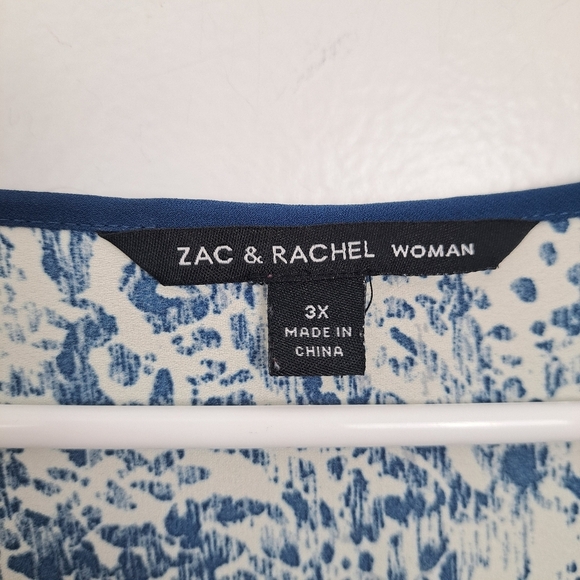 ZAC & RACHEL WOMAN
3X
MADE IN
CHINA